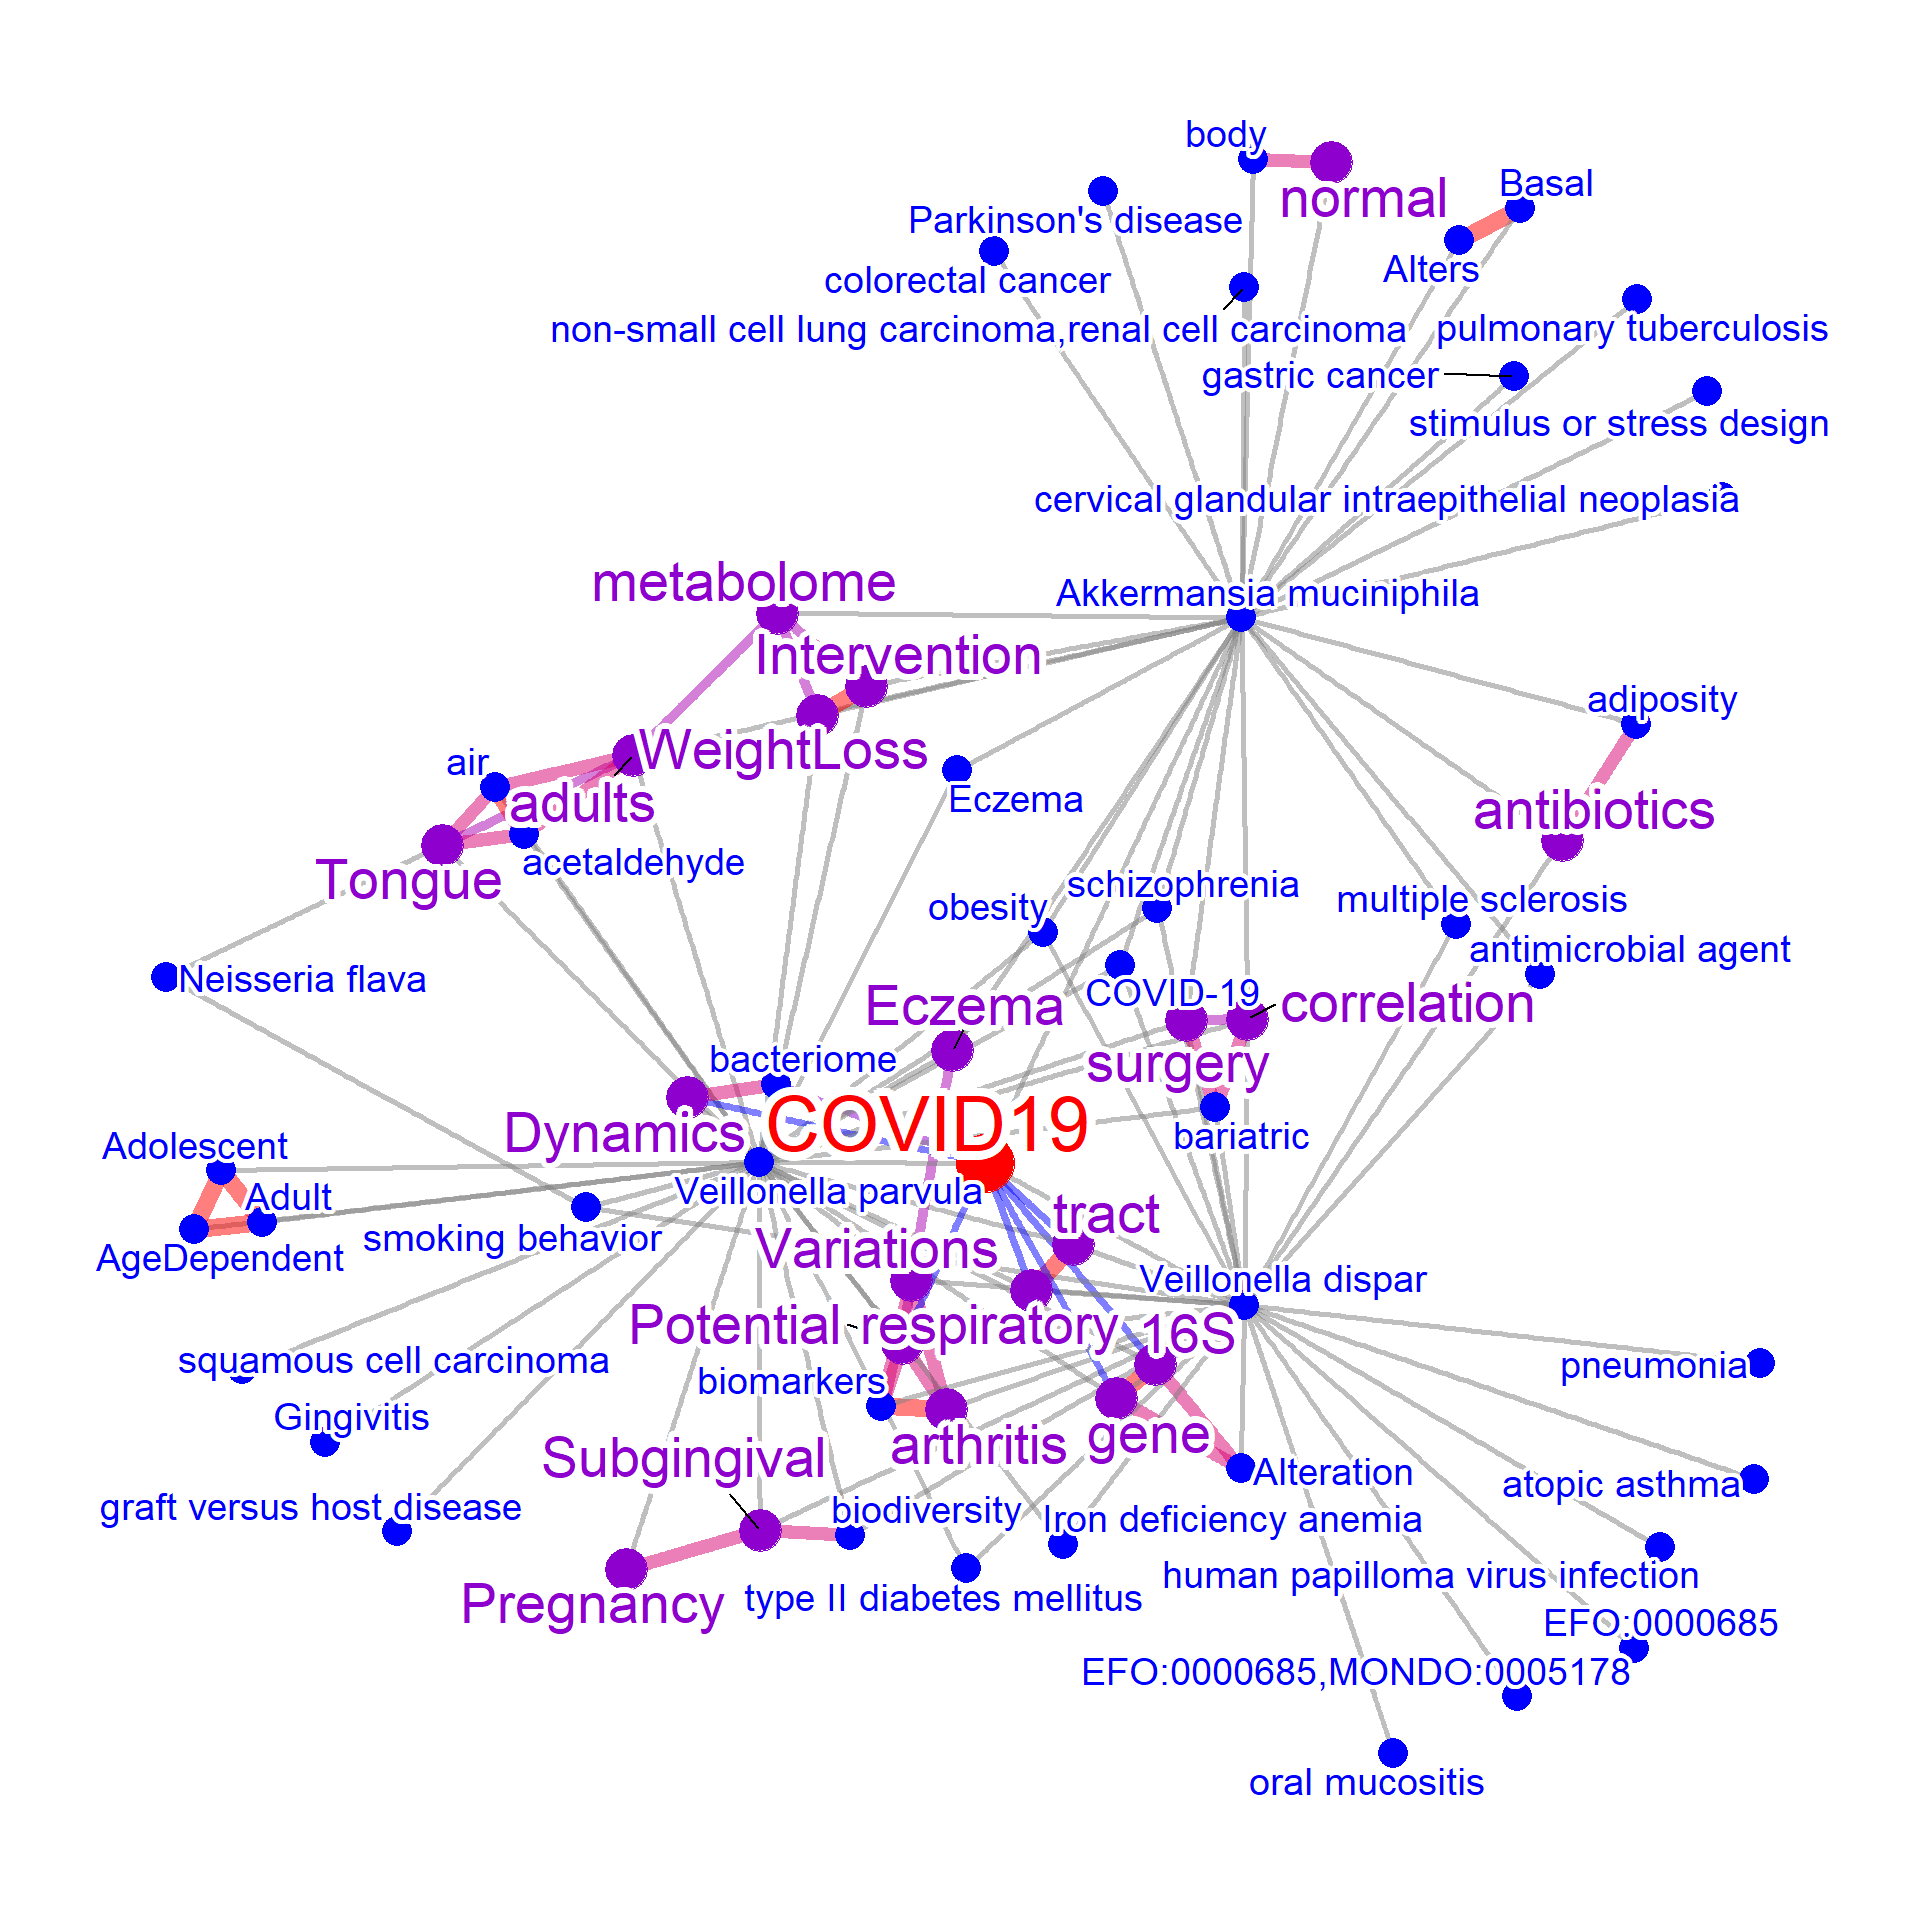 body
Basal
normal
Parkinson's disease
Alters
colorectal cancer
non-small cell lung carcinoma,renal cell carcinoma
pulmonary tuberculosis
gastric cancer
stimulus or stress design
cervical glandular intraepithelial neoplasia
metabolome
Akkermansia muciniphila
Intervention
adiposity
WeightLoss
air
adults
Eczema
antibiotics
acetaldehyde
Tongue
schizophrenia
obesity
multiple sclerosis
antimicrobial agent
Neisseria flava
COVID-19
Eczema
correlation
bacteriome
surgery
COVID19
Dynamics
bariatric
Adolescent
Adult
Veillonella parvula
tract
smoking behavior
AgeDependent
Variations
Veillonella dispar
Potential respiratory
16S
squamous cell carcinoma
biomarkers
pneumonia
Gingivitis
arthritis
gene
Subgingival
Alteration
atopic asthma
graft versus host disease
biodiversity
Iron deficiency anemia
human papilloma virus infection
Pregnancy
type II diabetes mellitus
EFO:0000685
EFO:0000685,MONDO:0005178
oral mucositis